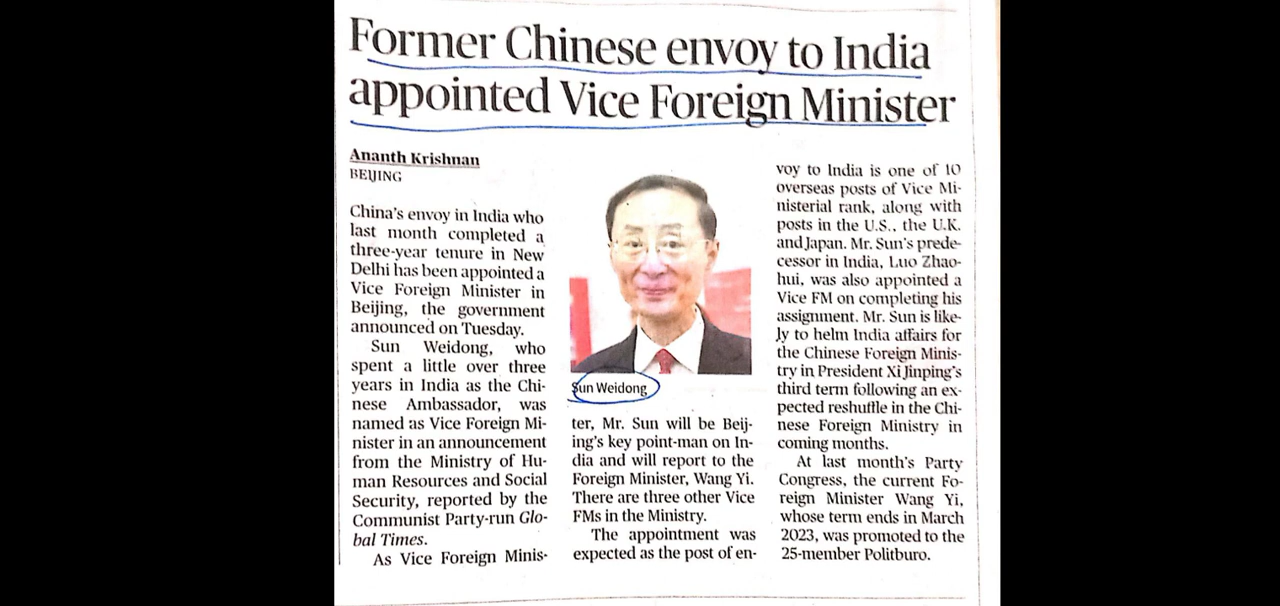 Former Chinese envoy to India
appointed Vice Foreign Minister
Ananth Krishnan
BEIJING
China's envoy in India who
last month completed a
three-year tenure in New
Delhi has been appointed a
Vice Foreign Minister in
Beijing, the government
announced on Tuesday.
Sun Weidong, who
spent a little over three
years in India as the Chi-
nese Ambassador, was
named as Vice Foreign Mi-
nister in an announcement
from the Ministry of Hu-
man Resources and Social
Security, reported by the
Communist Party-run Glo-
bal Times.
As Vice Foreign Minis-
Sun Weidong
ter, Mr. Sun will be Beij-
ing's key point-man on In-
dia and will report to the
Foreign Minister, Wang Yi.
There are three other Vice
FMs in the Ministry.
The appointment was
expected as the post of en-
voy to India is one of 10
overseas posts of Vice Mi-
nisterial rank, along with
posts in the U.S., the U.K.
and Japan. Mr. Sun's prede-
cessor in India, Luo Zhao-
hui, was also appointed a
Vice FM on completing his
assignment. Mr. Sun is like-
ly to helm India affairs for
the Chinese Foreign Minis-
try in President Xi Jinping's
third term following an ex-
pected reshuffle in the Chi-
nese Foreign Ministry in
coming months.
At last month's Party
Congress, the current Fo-
reign Minister Wang Yi,
whose term ends in March
2023, was promoted to the
25-member Politburo.